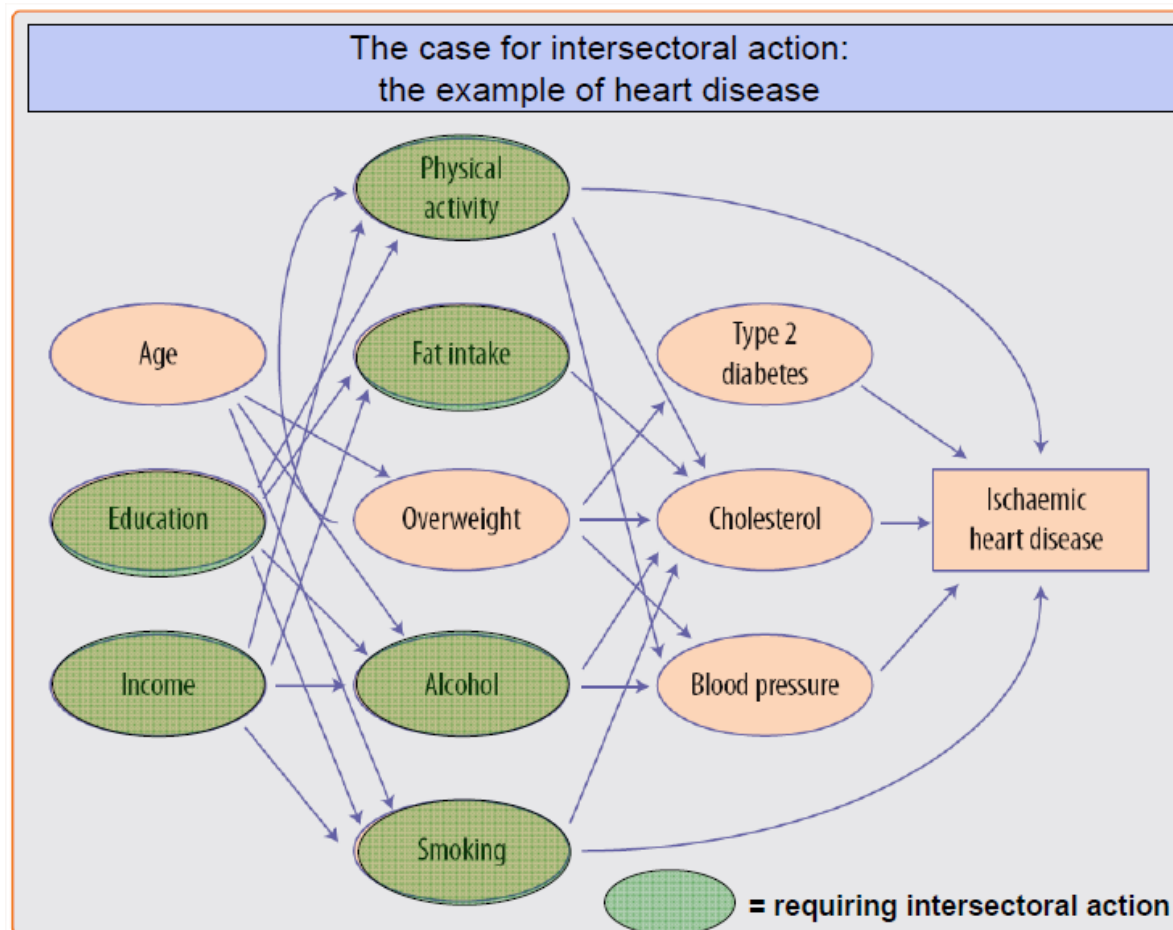 The case for intersectoral action:
the example of heart disease
Physical
activity
Age
Fat intake
Type 2
diabetes
Education
Overweight
Cholesterol
Ischaemic
heart disease
Income
Alcohol
Blood pressure
Smoking
= requiring intersectoral action